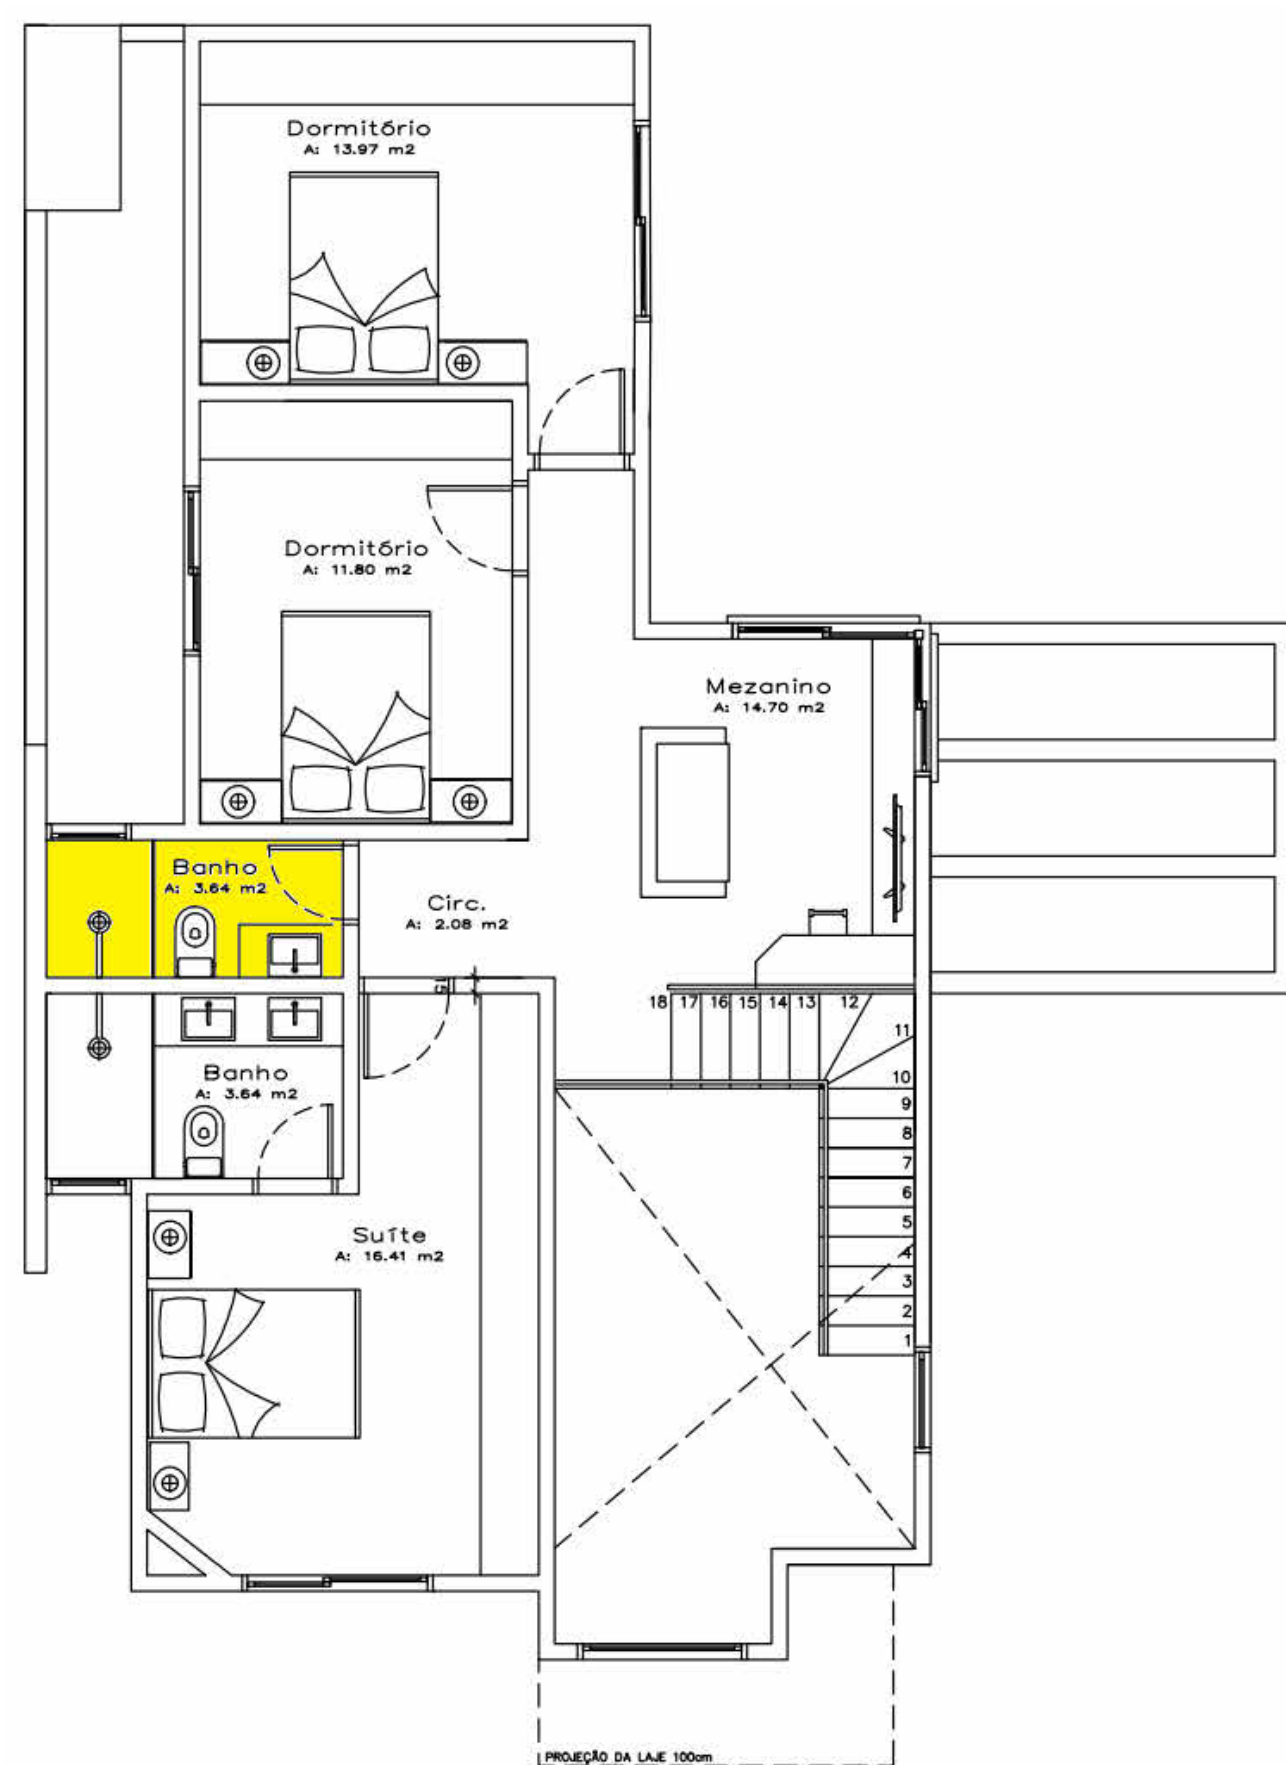 Dormitório
A: 13.97 m2
Dormitório
A: 11.80 m2
Mezanino
A: 14.70 m2
Banho
A: 3.64 m2
Circ.
A: 2.08 m2
15
18 17 16 15 14 13 12
11
10
9
8
7
6
5
4
3
2
1
Banho
A: 3.64 m2
Suíte
A: 16.41 m2
PROJEÇÃO DA LAJE 100cm